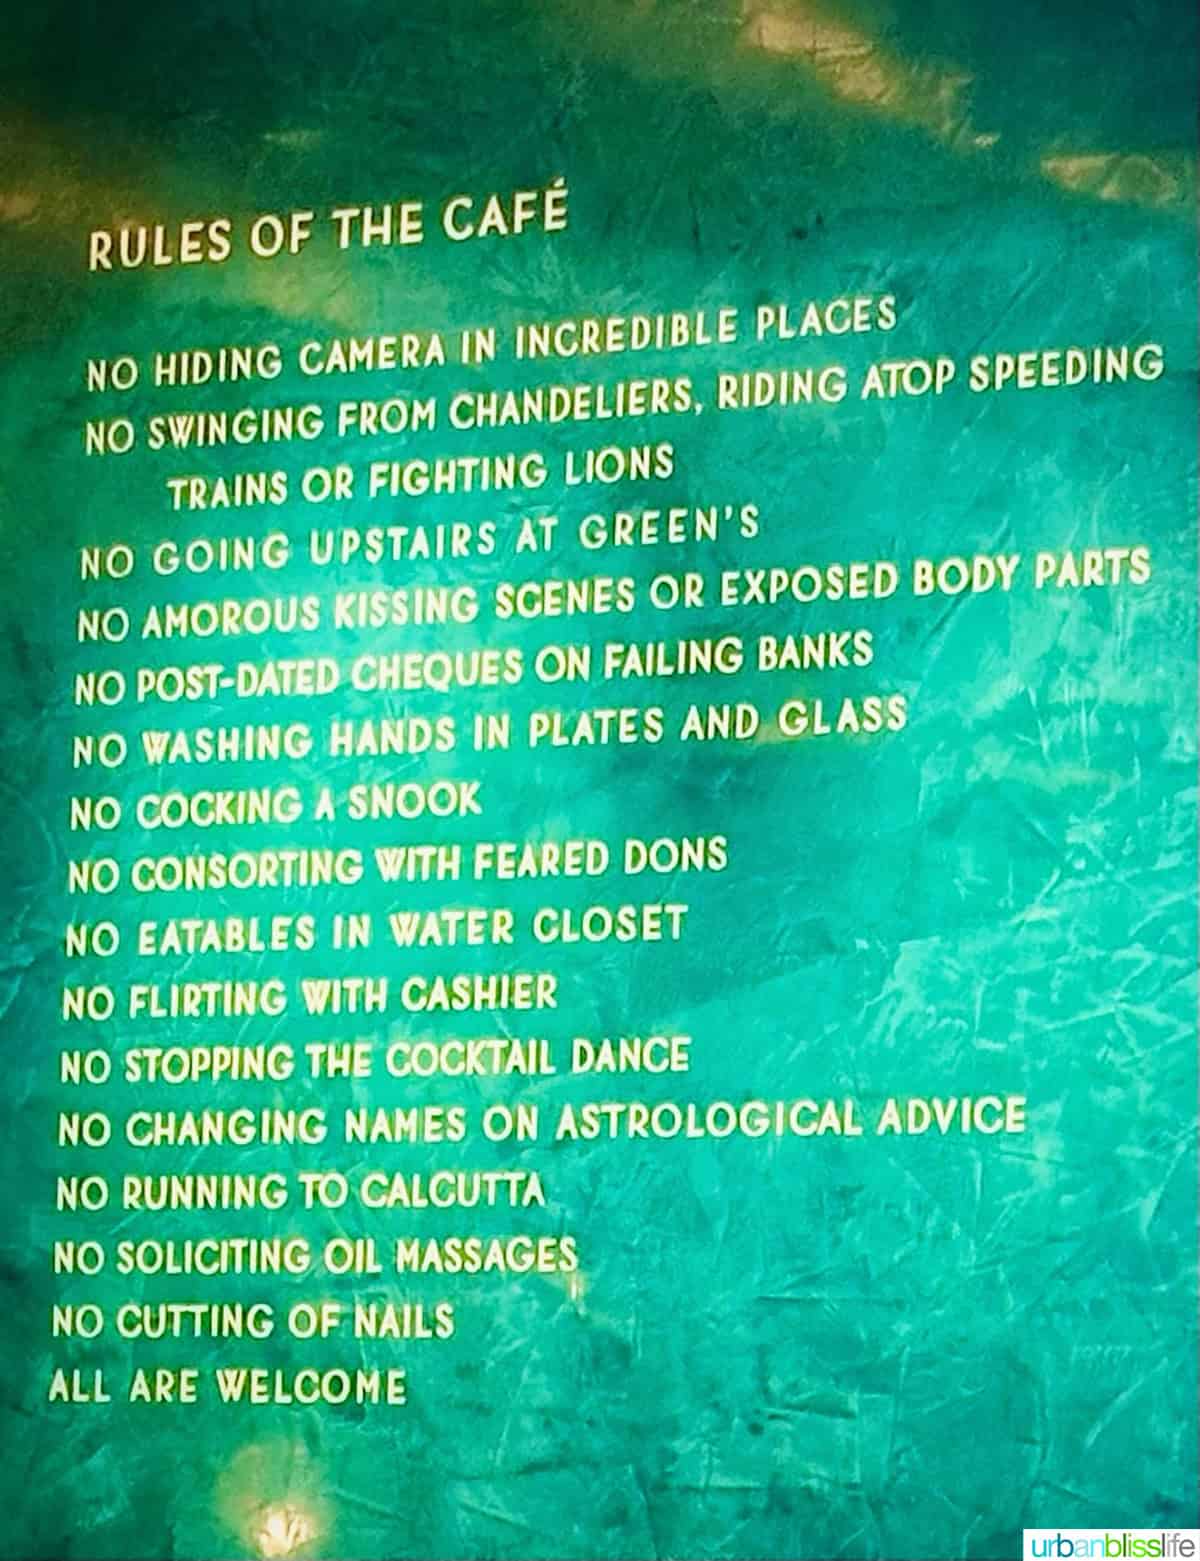 RULES OF THE CAFÉ
NO HIDING CAMERA IN INCREDIBLE PLACES
NO SWINGING FROM CHANDELIERS, RIDING ATOP SPEEDING
TRAINS OR FIGHTING LIONS
NO GOING UPSTAIRS AT GREEN'S
NO AMOROUS KISSING SCENES OR EXPOSED BODY PARTS
NO POST-DATED CHEQUES ON FAILING BANKS
NO WASHING HANDS IN PLATES AND GLASS
NO COCKING A SNOOK
NO CONSORTING WITH FEARED DONS
NO EATABLES IN WATER CLOSET
NO FLIRTING WITH CASHIER
NO STOPPING THE COCKTAIL DANCE
NO CHANGING NAMES ON ASTROLOGICAL ADVICE
NO RUNNING TO CALCUTTA
NO SOLICITING OIL MASSAGES
NO CUTTING OF NAILS
ALL ARE WELCOME
urbanblisslife